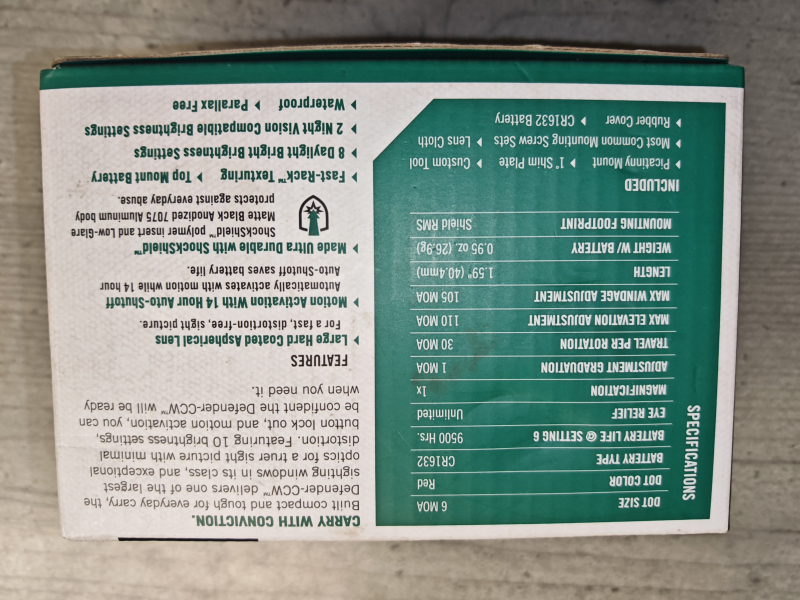 CARRY WITH CONVICTION.
Built compact and tough for everyday carry, the
Defender-CCW™ delivers one of the largest
sighting windows in its class, and exceptional
optics for a truer sight picture with minimal
distortion. Featuring 10 brightness settings,
button lock out, and motion activation, you can
be confident the Defender-CCW™ will be ready
when you need it.
FEATURES
Large Hard Coated Aspherical Lens
For a fast, distortion-free, sight picture.
Motion Activation With 14 Hour Auto-Shutoff
Automatically activates with motion while 14 hour
Auto-Shutoff saves battery life.
Made Ultra Durable with ShockShield™
ShockShield™ polymer insert and Low-Glare
Matte Black Anodized 7075 Aluminum body
protects against everyday abuse.
Fast-Rack™ Texturing Top Mount Battery
8 Daylight Bright Brightness Settings
2 Night Vision Compatible Brightness Settings
Waterproof Parallax Free
SPECIFICATIONS
DOT SIZE 6 MOA
DOT COLOR Red
BATTERY TYPE CR1632
BATTERY LIFE @ SETTING 6 9500 Hrs.
EYE RELIEF Unlimited
MAGNIFICATION 1x
ADJUSTMENT GRADUATION 1 MOA
TRAVEL PER ROTATION 30 MOA
MAX ELEVATION ADJUSTMENT 110 MOA
MAX WINDAGE ADJUSTMENT 105 MOA
LENGTH 1.59" (40.4mm)
WEIGHT W/ BATTERY 0.95 oz. (26.9g)
MOUNTING FOOTPRINT Shield RMS
INCLUDED
Picatinny Mount 1° Shim Plate Custom Tool
Most Common Mounting Screw Sets Lens Cloth
Rubber Cover CR1632 Battery